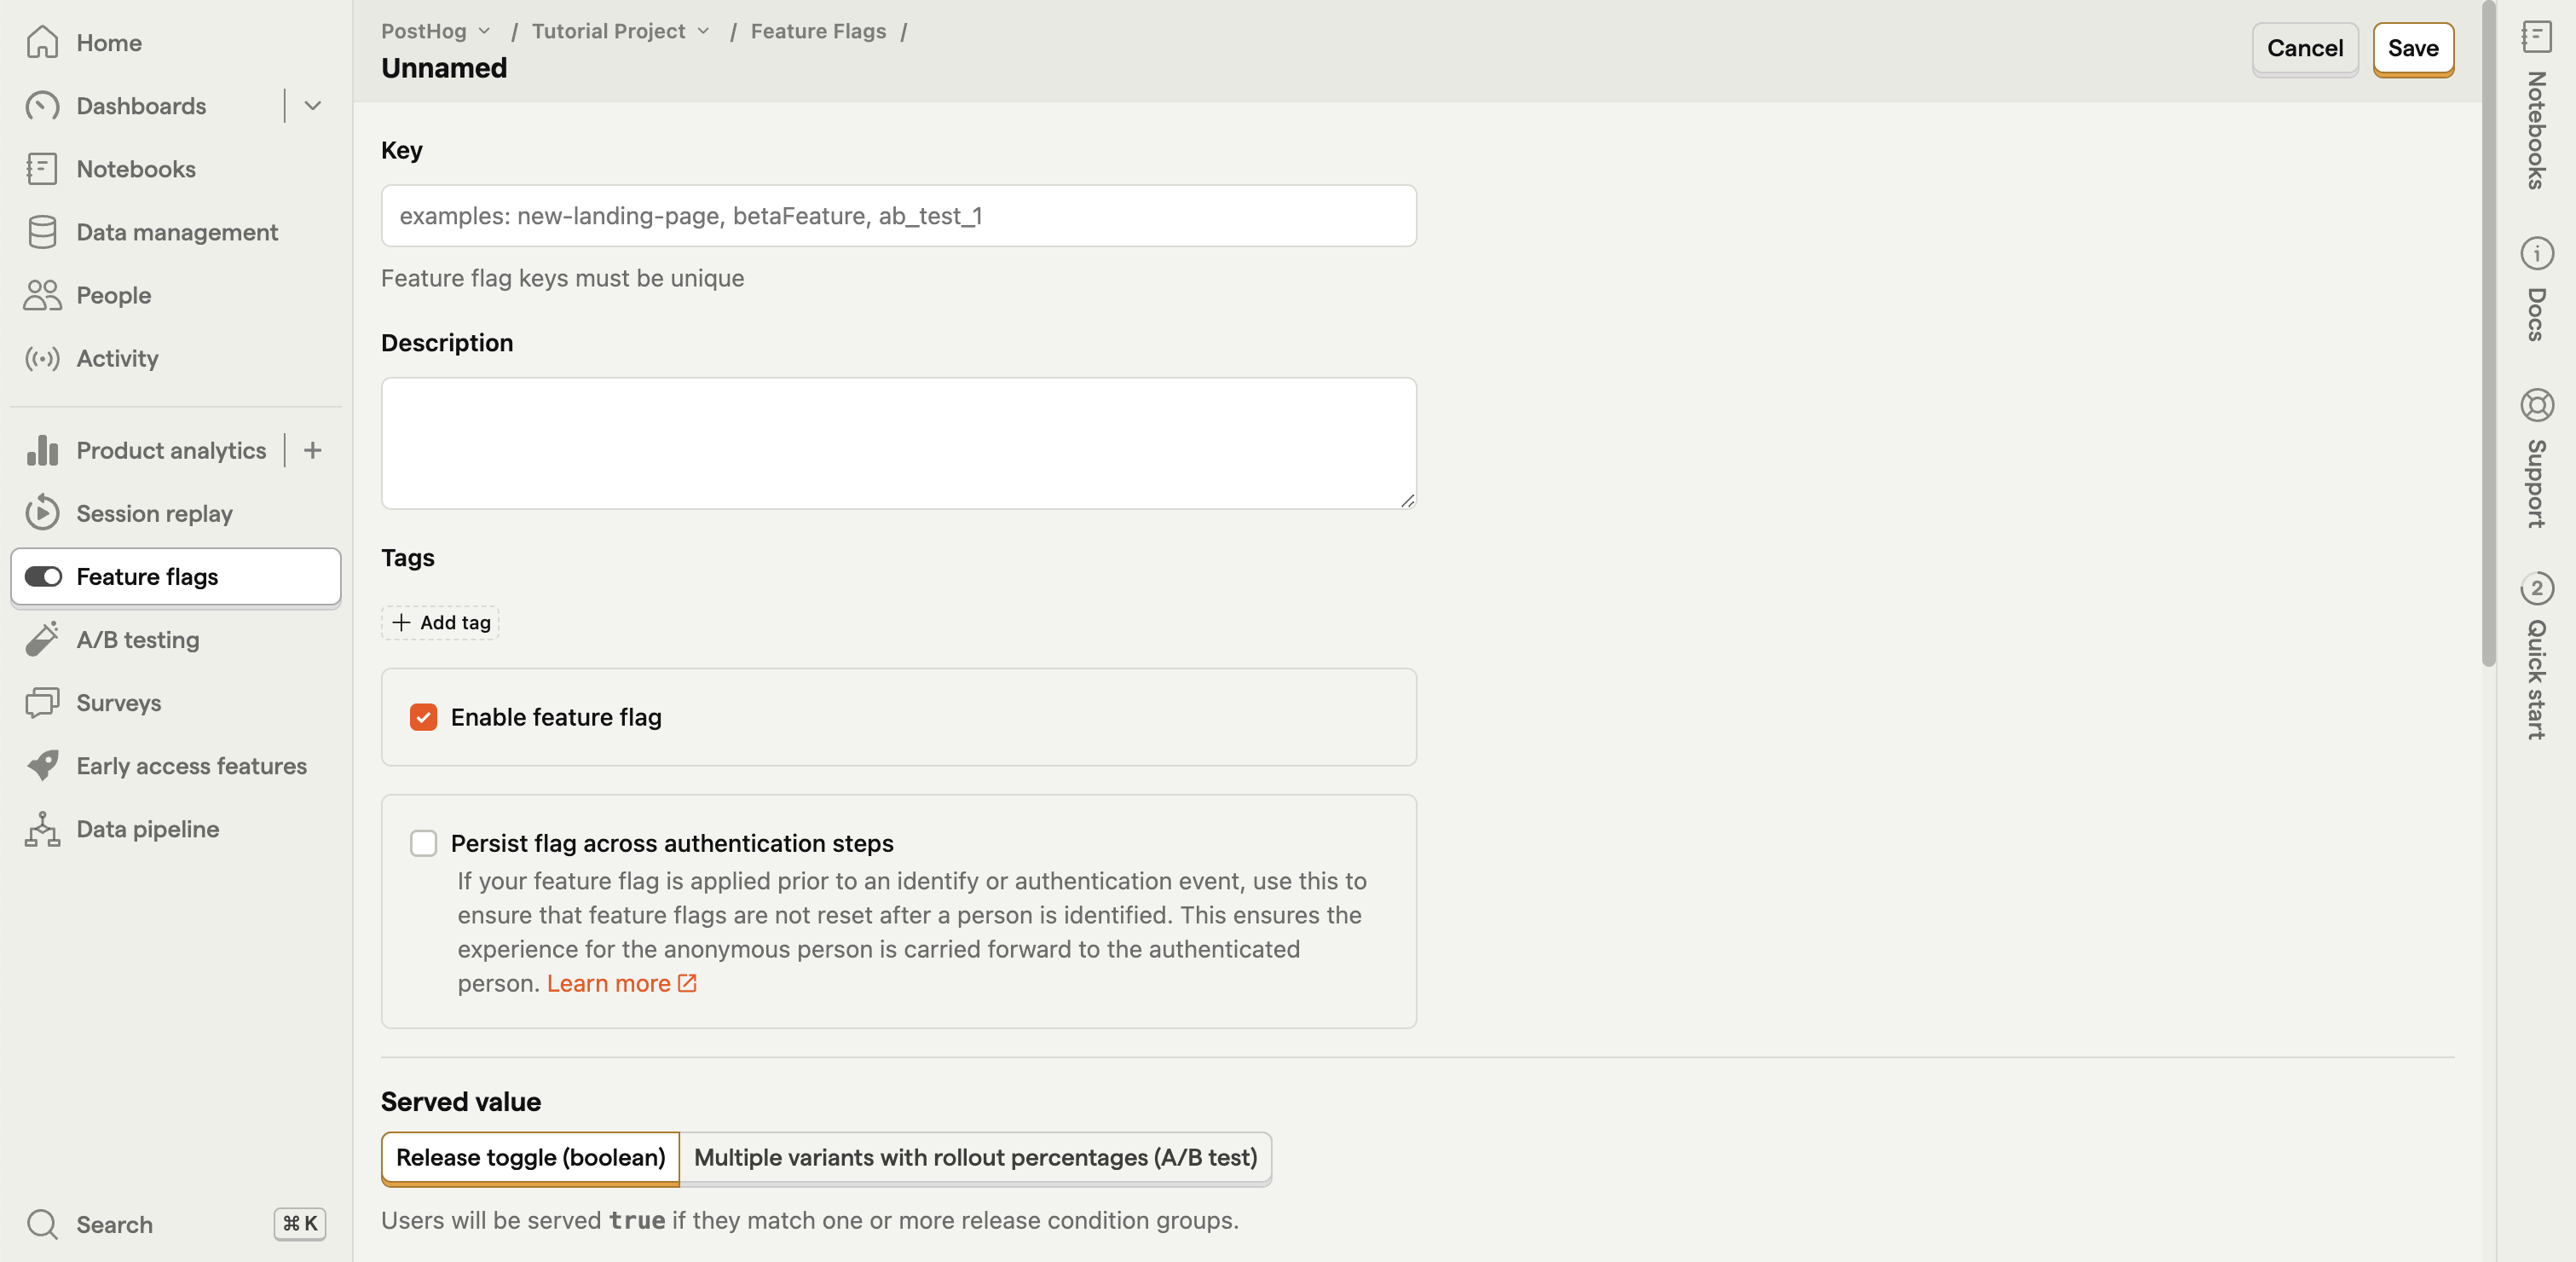 Home
Dashboards
Notebooks
Data management
People
Activity
Product analytics
Session replay
Feature flags
A/B testing
Surveys
Early access features
Data pipeline
Search
⌘ K
PostHog / Tutorial Project / Feature Flags /
Unnamed
Cancel
Save
Key
examples: new-landing-page, betaFeature, ab_test_1
Feature flag keys must be unique
Description
Tags
+ Add tag
Enable feature flag
Persist flag across authentication steps
If your feature flag is applied prior to an identify or authentication event, use this to
ensure that feature flags are not reset after a person is identified. This ensures the
experience for the anonymous person is carried forward to the authenticated
person. Learn more
Served value
Release toggle (boolean)
Multiple variants with rollout percentages (A/B test)
Users will be served true if they match one or more release condition groups.
Notebooks
Docs
Support
2
Quick start